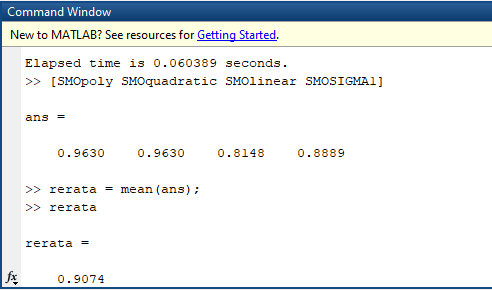 Command Window
New to MATLAB? See resources for Getting Started.
Elapsed time is 0.060389 seconds.
>> [SMOpoly SMOquadratic SMOlinear SMOSIGMA1]
ans =
0.9630 0.9630 0.8148 0.8889
>> rerata = mean(ans);
>> rerata
rerata =
0.9074
fx